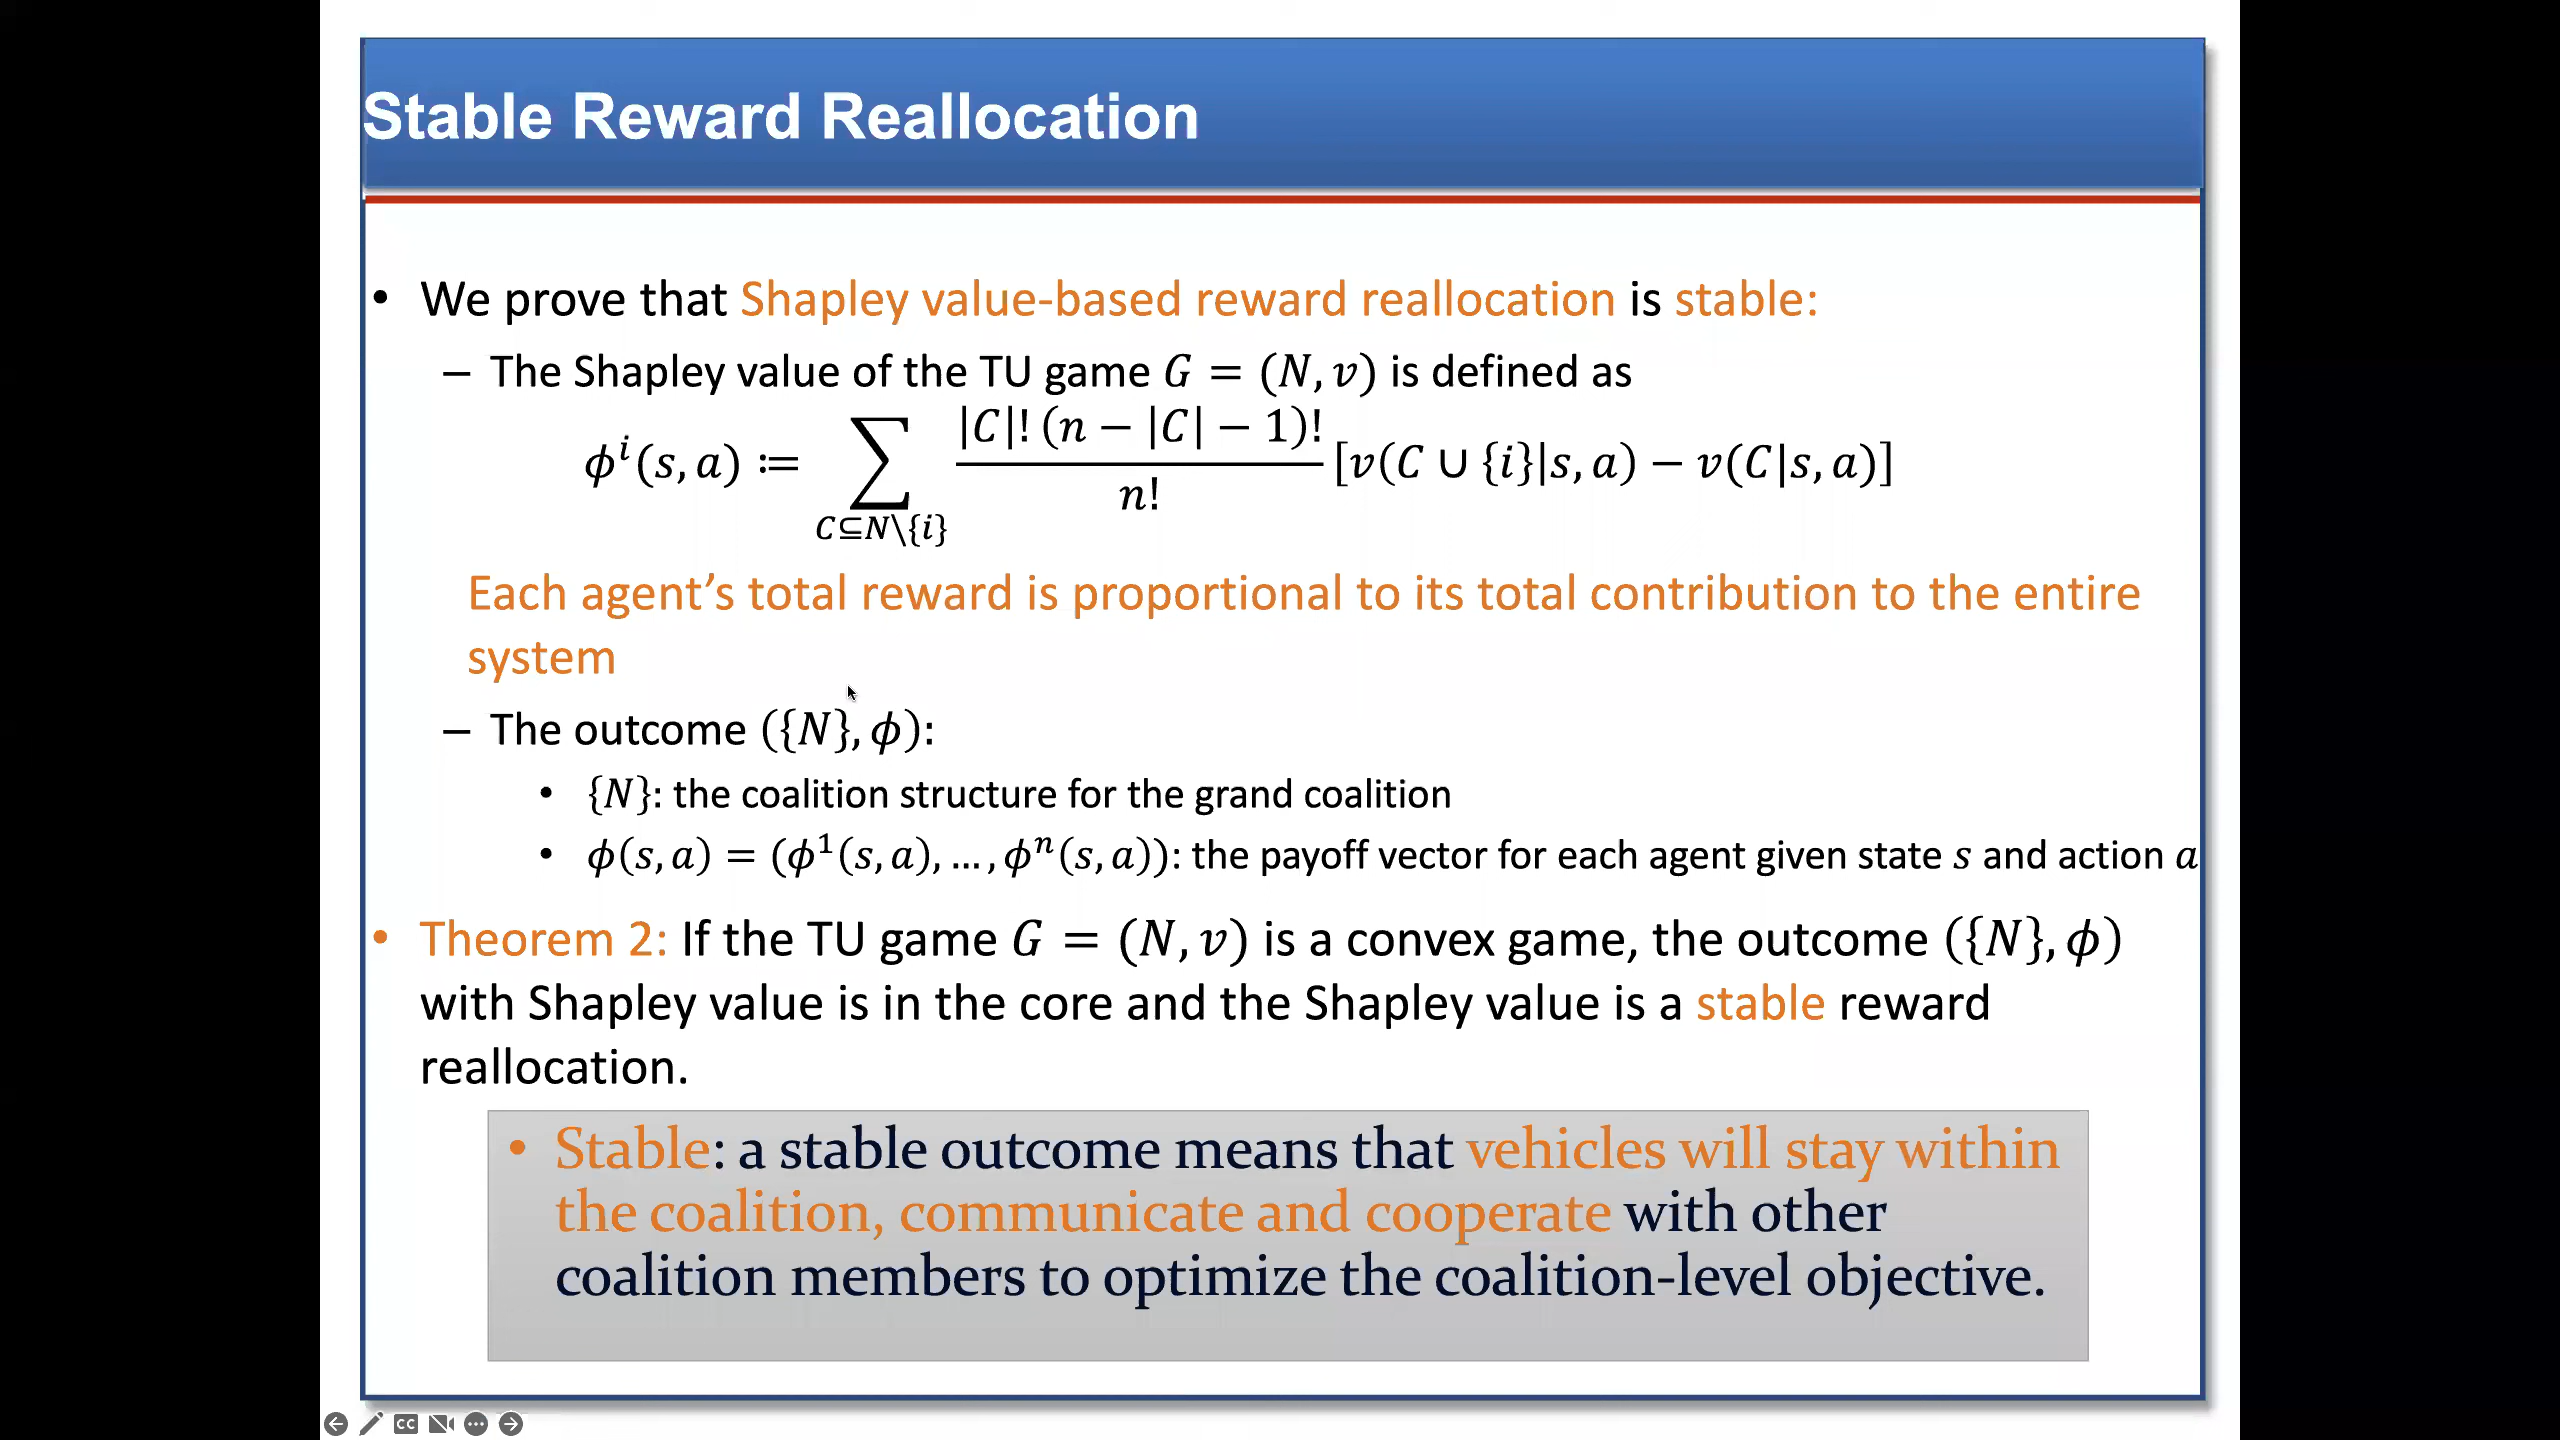 Stable Reward Reallocation
• We prove that Shapley value-based reward reallocation is stable:
– The Shapley value of the TU game G = (N, v) is defined as
ϕ^i(s, a) ≔ ∑_{C⊆N\{i}} |C|! (n − |C| − 1)! / n! [v(C ∪ {i}|s, a) − v(C|s, a)]
Each agent’s total reward is proportional to its total contribution to the entire
system
– The outcome ({N}, ϕ):
• {N}: the coalition structure for the grand coalition
• ϕ(s, a) = (ϕ^1(s, a), … , ϕ^n(s, a)): the payoff vector for each agent given state s and action a
• Theorem 2: If the TU game G = (N, v) is a convex game, the outcome ({N}, ϕ)
with Shapley value is in the core and the Shapley value is a stable reward
reallocation.
• Stable: a stable outcome means that vehicles will stay within
the coalition, communicate and cooperate with other
coalition members to optimize the coalition-level objective.
CC